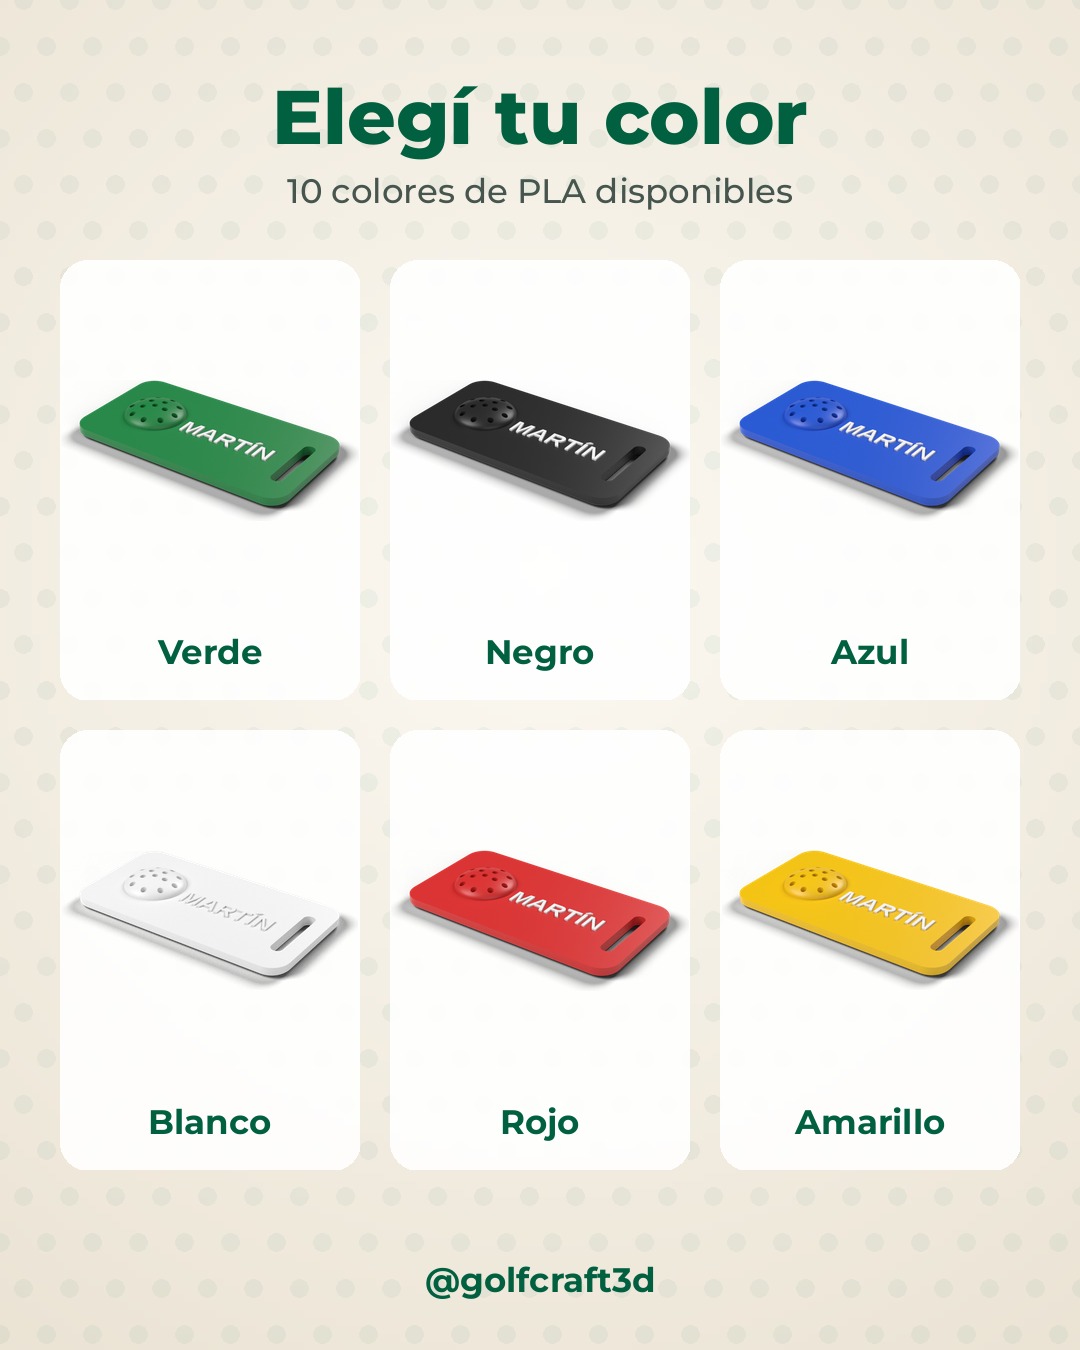 Elegí tu color
10 colores de PLA disponibles
MARTÍN
MARTÍN
MARTÍN
Verde
Negro
Azul
MARTÍN
MARTÍN
MARTÍN
Blanco
Rojo
Amarillo
@golfcraft3d